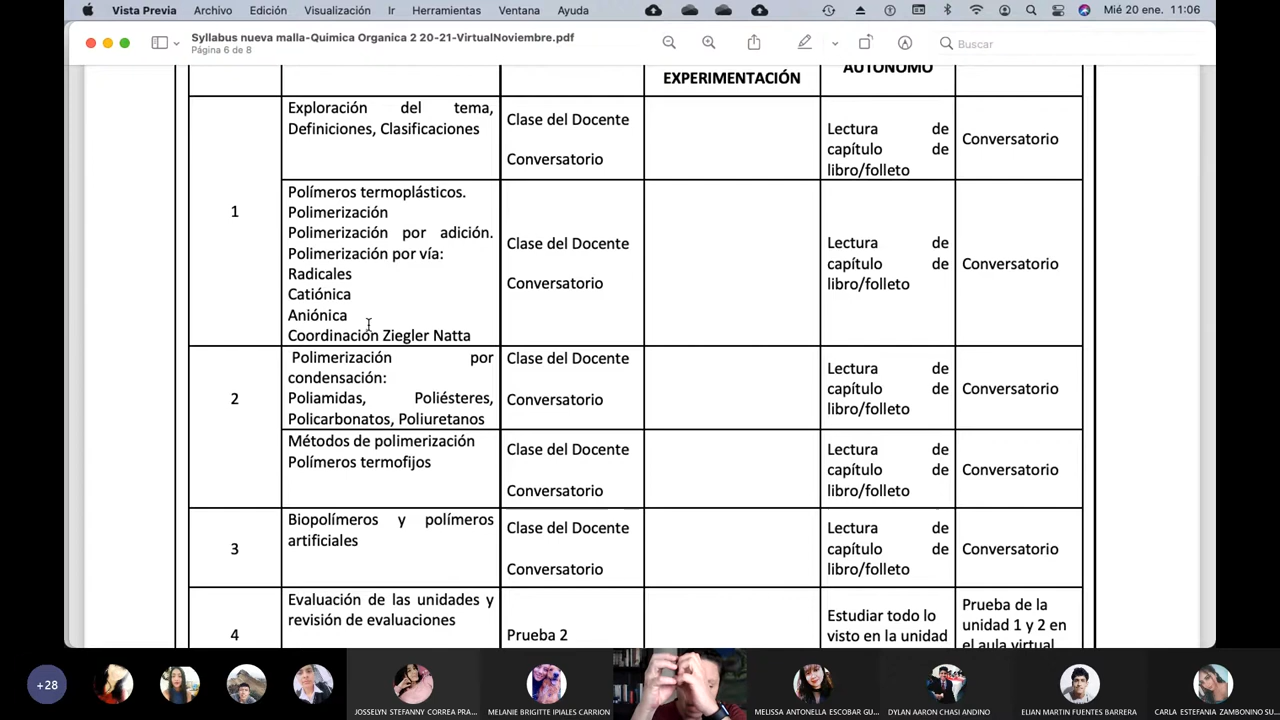 Vista Previa Archivo Edición Visualización Ir Herramientas Ventana Ayuda Mié 20 ene. 11:06
Syllabus nueva malla-Quimica Organica 2 20-21-VirtualNoviembre.pdf
Página 6 de 8
Buscar
EXPERIMENTACIÓN
AUTÓNOMO
1
Exploración del tema,
Definiciones, Clasificaciones
Clase del Docente
Conversatorio
Lectura de
capítulo de
libro/folleto
Conversatorio
Polímeros termoplásticos.
Polimerización
Polimerización por adición.
Polimerización por vía:
Radicales
Catiónica
Aniónica
Coordinación Ziegler Natta
Clase del Docente
Conversatorio
Lectura de
capítulo de
libro/folleto
Conversatorio
2
Polimerización por
condensación:
Poliamidas, Poliésteres,
Policarbonatos, Poliuretanos
Clase del Docente
Conversatorio
Lectura de
capítulo de
libro/folleto
Conversatorio
Métodos de polimerización
Polímeros termofijos
Clase del Docente
Conversatorio
Lectura de
capítulo de
libro/folleto
Conversatorio
3
Biopolímeros y polímeros
artificiales
Clase del Docente
Conversatorio
Lectura de
capítulo de
libro/folleto
Conversatorio
4
Evaluación de las unidades y
revisión de evaluaciones
Prueba 2
Estudiar todo lo
visto en la unidad
Prueba de la
unidad 1 y 2 en
el aula virtual
+28
JOSSELYN STEFANNY CORREA PRA...
MELANIE BRIGITTE IPIALES CARRION
MELISSA ANTONELLA ESCOBAR GU...
DYLAN AARON CHASI ANDINO
ELIAN MARTIN FUENTES BARRERA
CARLA ESTEFANIA ZAMBONINO SU...